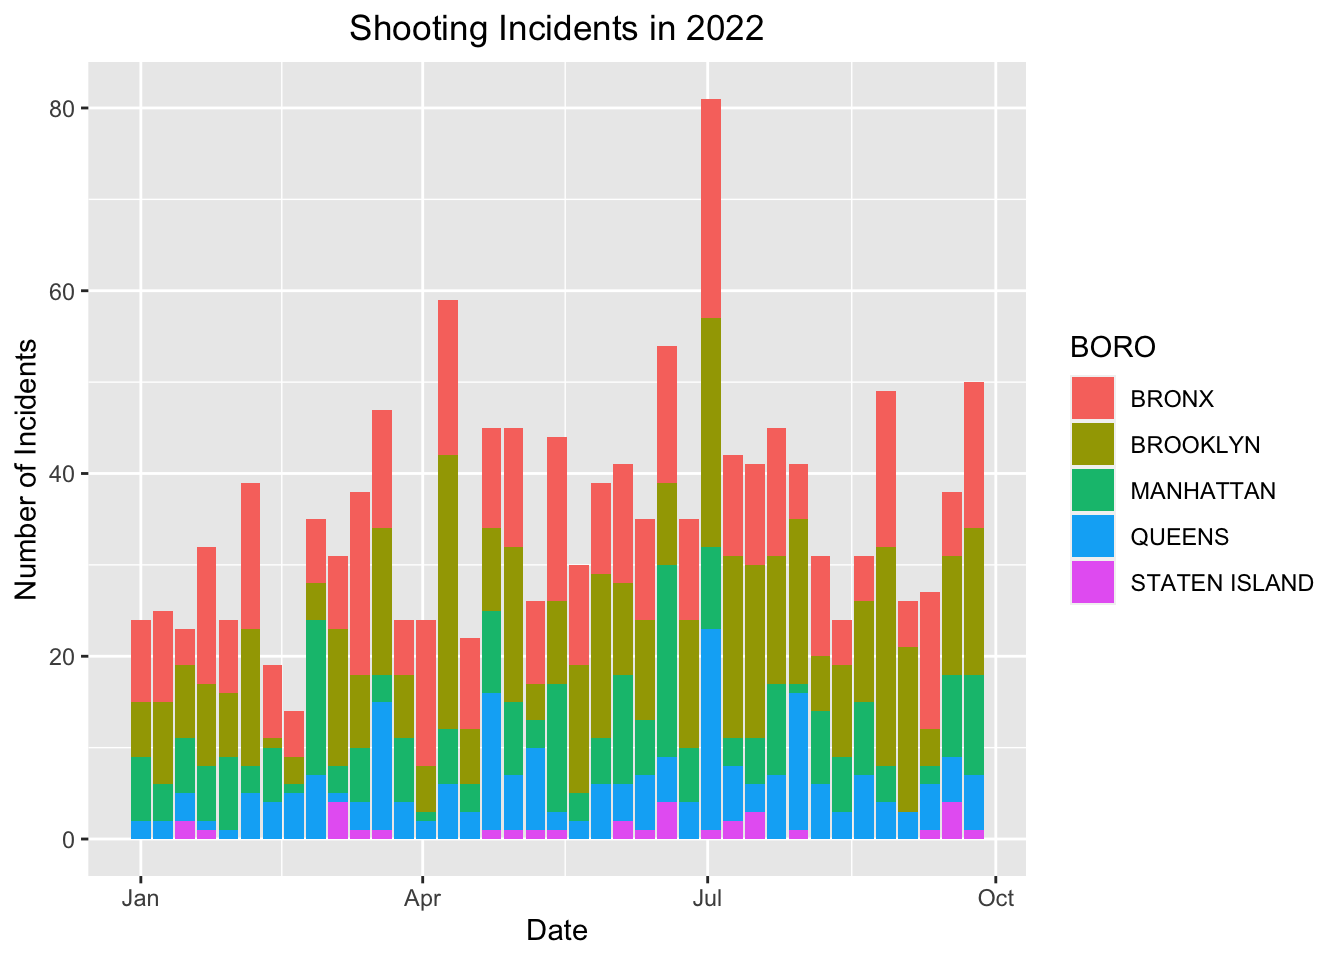 Shooting Incidents in 2022
80
60
40
20
0
Number of Incidents
Jan Apr Jul Oct
Date
BORO
BRONX
BROOKLYN
MANHATTAN
QUEENS
STATEN ISLAND